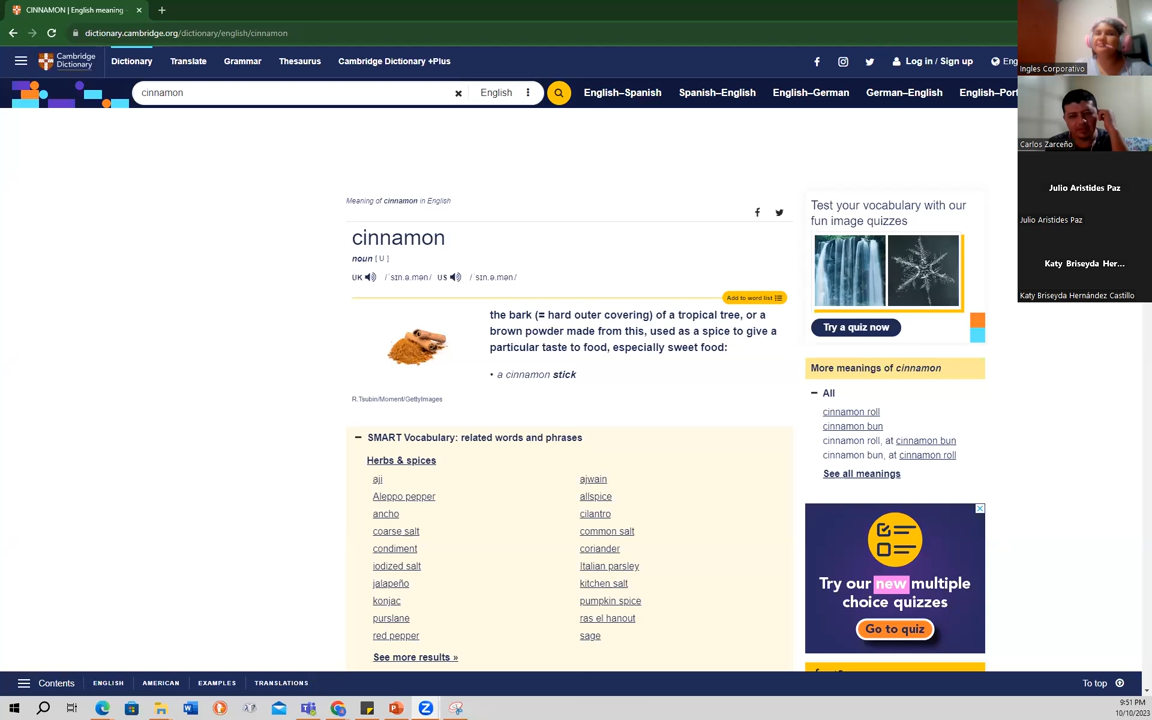 CINNAMON | English meaning -
dictionary.cambridge.org/dictionary/english/cinnamon
Ingles Corporativo
Cambridge Dictionary
Dictionary Translate Grammar Thesaurus Cambridge Dictionary +Plus
Log in / Sign up Eng
cinnamon
English
English–Spanish Spanish–English English–German German–English English–Port
Carlos Zarceño
Julio Aristides Paz
Julio Aristides Paz
Katy Briseyda Her...
Katy Briseyda Hernández Castillo
Meaning of cinnamon in English
cinnamon
noun [ U ]
UK /ˈsɪn.ə.mən/ US /ˈsɪn.ə.mən/
Add to word list
the bark (= hard outer covering) of a tropical tree, or a
brown powder made from this, used as a spice to give a
particular taste to food, especially sweet food:
• a cinnamon stick
R.Tsubin/Moment/GettyImages
SMART Vocabulary: related words and phrases
Herbs & spices
aji
ajwain
Aleppo pepper
allspice
ancho
cilantro
coarse salt
common salt
condiment
coriander
iodized salt
Italian parsley
jalapeño
kitchen salt
konjac
pumpkin spice
purslane
ras el hanout
red pepper
sage
See more results »
Test your vocabulary with our
fun image quizzes
Try a quiz now
More meanings of cinnamon
All
cinnamon roll
cinnamon bun
cinnamon roll, at cinnamon bun
cinnamon bun, at cinnamon roll
See all meanings
Try our new multiple
choice quizzes
Go to quiz
Contents ENGLISH AMERICAN EXAMPLES TRANSLATIONS
To top
9:51 PM
10/10/2023